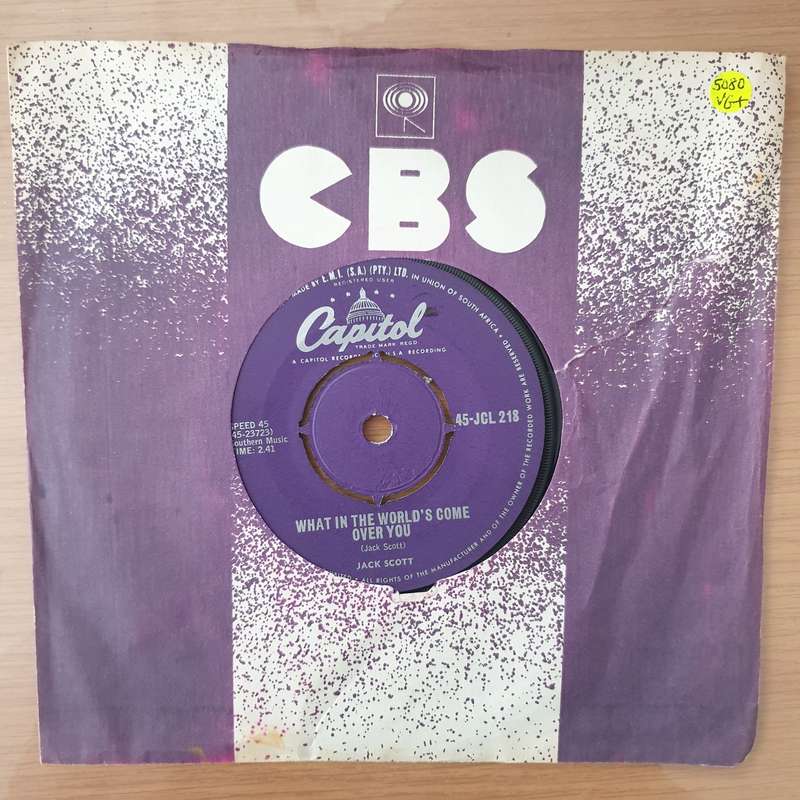 5080
VG+
CBS
MADE BY E.M.I. (S.A.) (PTY.) LTD. IN UNION OF SOUTH AFRICA •
REGISTERED USER
Capitol
TRADE MARK REGD
A CAPITOL RECORDS U.S.A. RECORDING
SPEED 45
45-23723)
Southern Music
TIME: 2.41
45-JCL 218
WHAT IN THE WORLD'S COME
OVER YOU
(Jack Scott)
JACK SCOTT
ALL RIGHTS OF THE MANUFACTURER AND OF THE OWNER OF THE RECORDED WORK ARE RESERVED